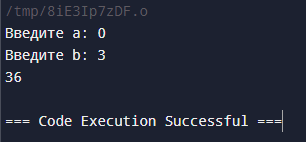 /tmp/8iE3Ip7zDF.o
Введите a: 0
Введите b: 3
36

=== Code Execution Successful ===